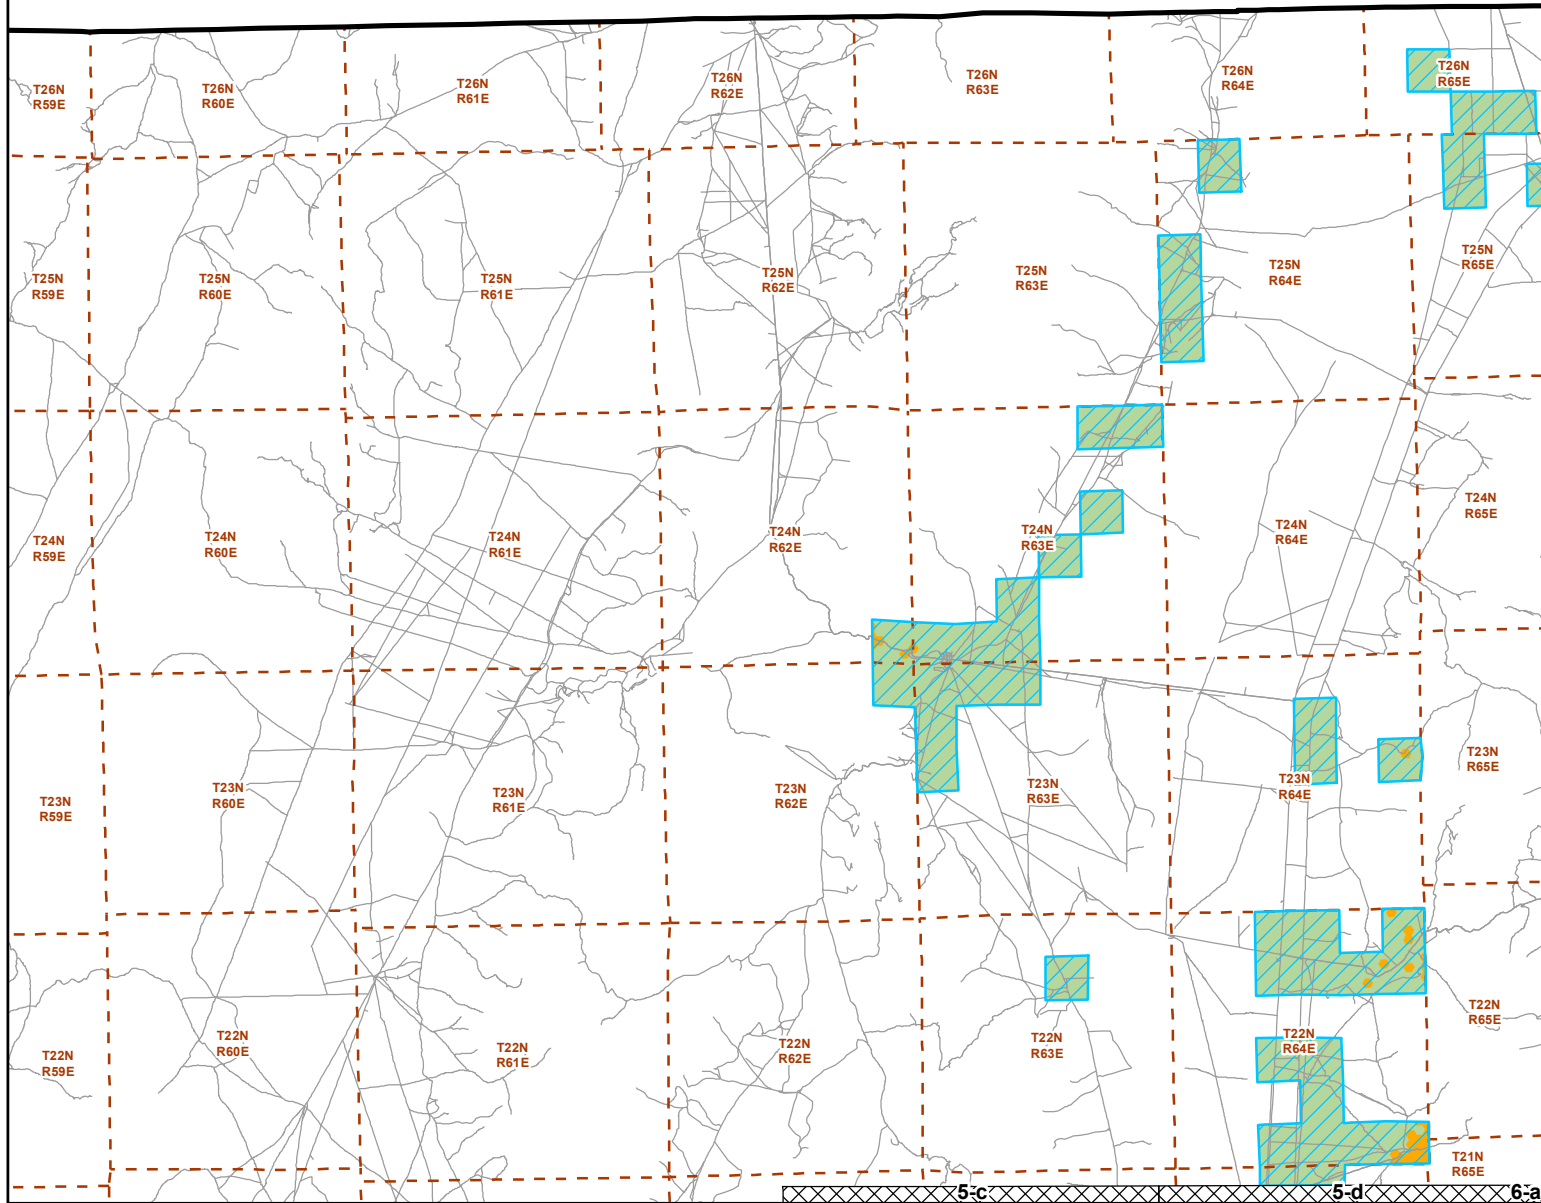 T26N
R59E
T26N
R60E
T26N
R61E
T26N
R62E
T26N
R63E
T26N
R64E
T26N
R65E
T25N
R59E
T25N
R60E
T25N
R61E
T25N
R62E
T25N
R63E
T25N
R64E
T25N
R65E
T24N
R59E
T24N
R60E
T24N
R61E
T24N
R62E
T24N
R63E
T24N
R64E
T24N
R65E
T23N
R59E
T23N
R60E
T23N
R61E
T23N
R62E
T23N
R63E
T23N
R64E
T23N
R65E
T22N
R59E
T22N
R60E
T22N
R61E
T22N
R62E
T22N
R63E
T22N
R64E
T22N
R65E
T21N
R65E
5-c
5-d
6-a